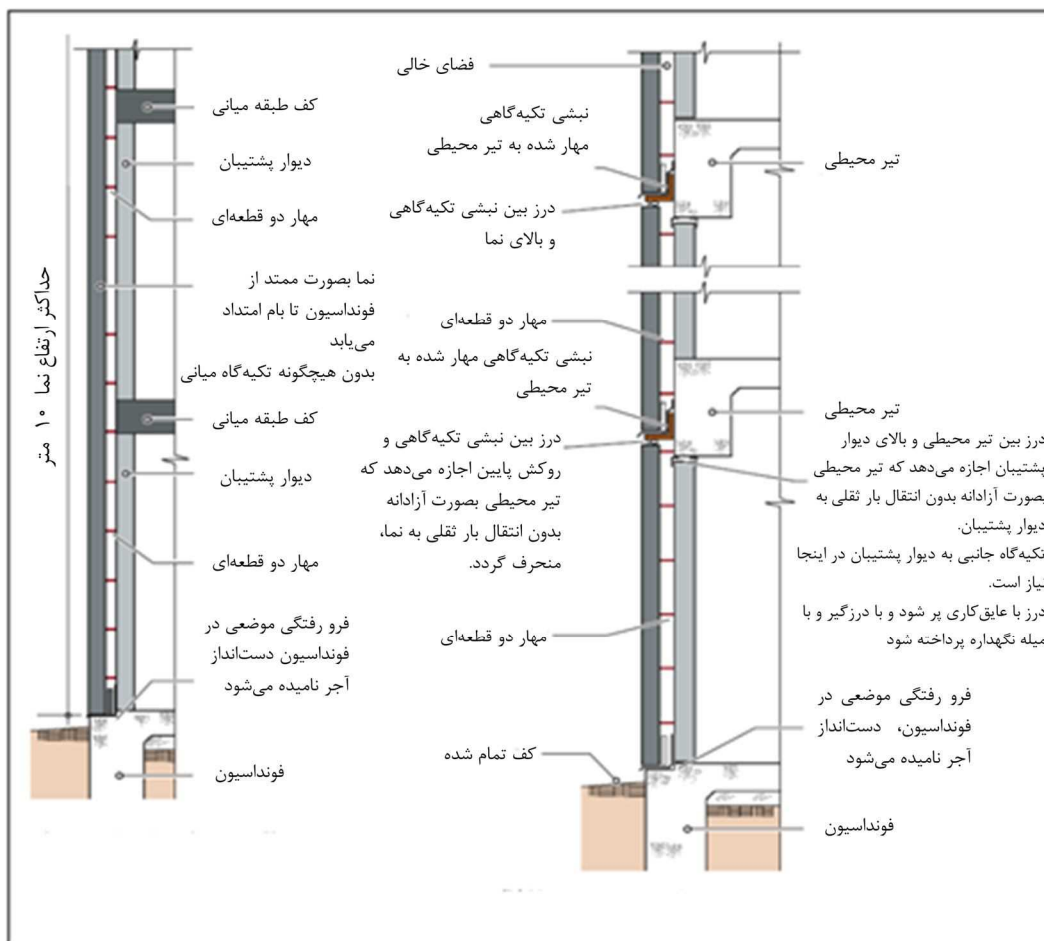 کف طبقه میانی
دیوار پشتیبان
مهار دو قطعه‌ای
حداکثر ارتفاع نما ۱۰ متر
نما بصورت ممتد از
فونداسیون تا بام امتداد
می‌یابد
بدون هیچگونه تکیه‌گاه میانی
کف طبقه میانی
دیوار پشتیبان
مهار دو قطعه‌ای
فرو رفتگی موضعی در
فونداسیون دست‌انداز
آجر نامیده می‌شود
فونداسیون
فضای خالی
نبشی تکیه‌گاهی
مهار شده به تیر محیطی
درز بین نبشی تکیه‌گاهی
و بالای نما
مهار دو قطعه‌ای
نبشی تکیه‌گاهی مهار شده به
تیر محیطی
درز بین نبشی تکیه‌گاهی و
روکش پایین اجازه می‌دهد که
تیر محیطی بصورت آزادانه
بدون انتقال بار ثقلی به نما،
منحرف گردد.
مهار دو قطعه‌ای
کف تمام شده
تیر محیطی
تیر محیطی
درز بین تیر محیطی و بالای دیوار
پشتیبان اجازه می‌دهد که تیر محیطی
بصورت آزادانه بدون انتقال بار ثقلی به
دیوار پشتیبان.
تکیه‌گاه جانبی به دیوار پشتیبان در اینجا
نیاز است.
درز با عایق‌کاری پر شود و با درزگیر و با
میله نگهداره پرداخته شود
فرو رفتگی موضعی در
فونداسیون، دست‌انداز
آجر نامیده می‌شود
فونداسیون